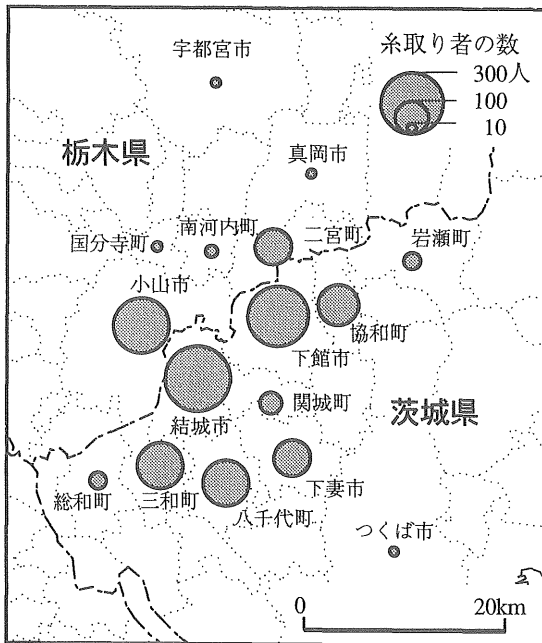 糸取り者の数
300人
100
10
宇都宮市
栃木県
真岡市
南河内町
二宮町
国分寺町
岩瀬町
小山市
協和町
下館市
関城町
茨城県
結城市
総和町
三和町
八千代町
下妻市
つくば市
0
20km